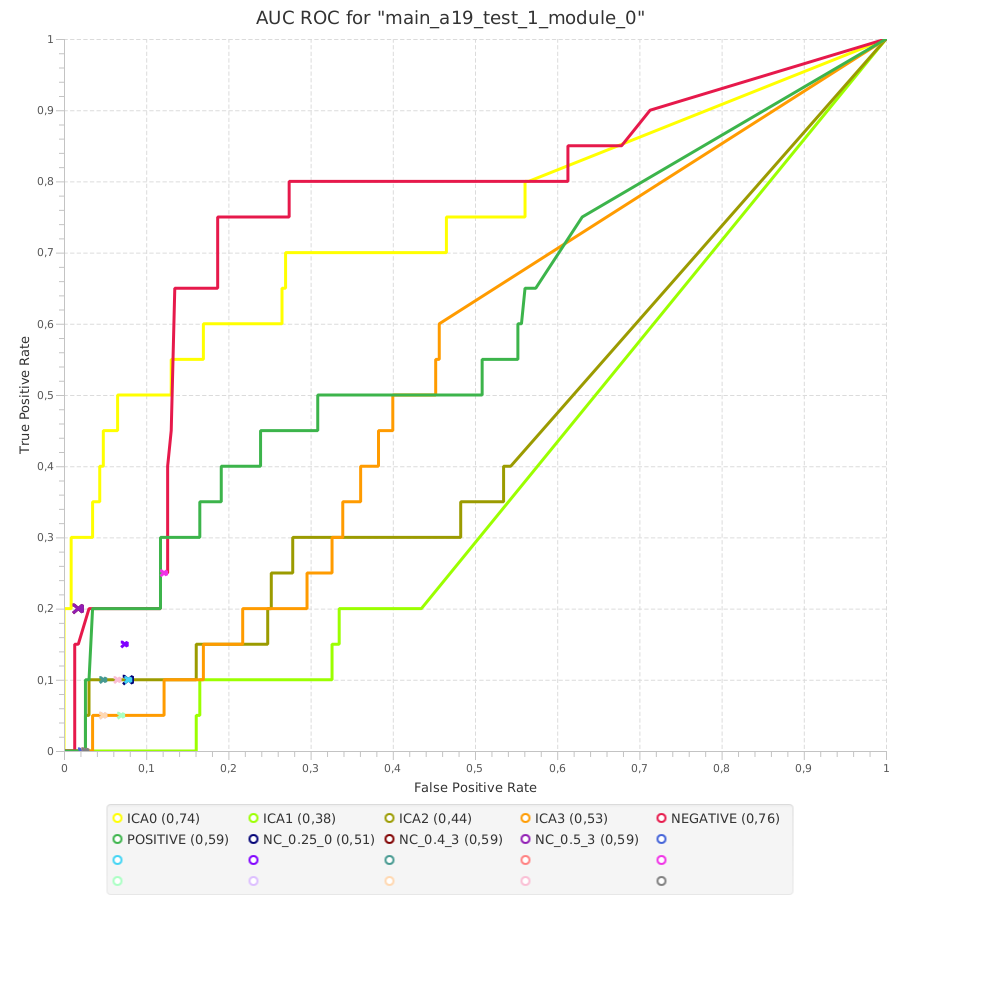 AUC ROC for "main_a19_test_1_module_0"
True Positive Rate
1
0,9
0,8
0,7
0,6
0,5
0,4
0,3
0,2
0,1
0
0 0,1 0,2 0,3 0,4 0,5 0,6 0,7 0,8 0,9 1
False Positive Rate
ICA0 (0,74) ICA1 (0,38) ICA2 (0,44) ICA3 (0,53) NEGATIVE (0,76)
POSITIVE (0,59) NC_0.25_0 (0,51) NC_0.4_3 (0,59) NC_0.5_3 (0,59)